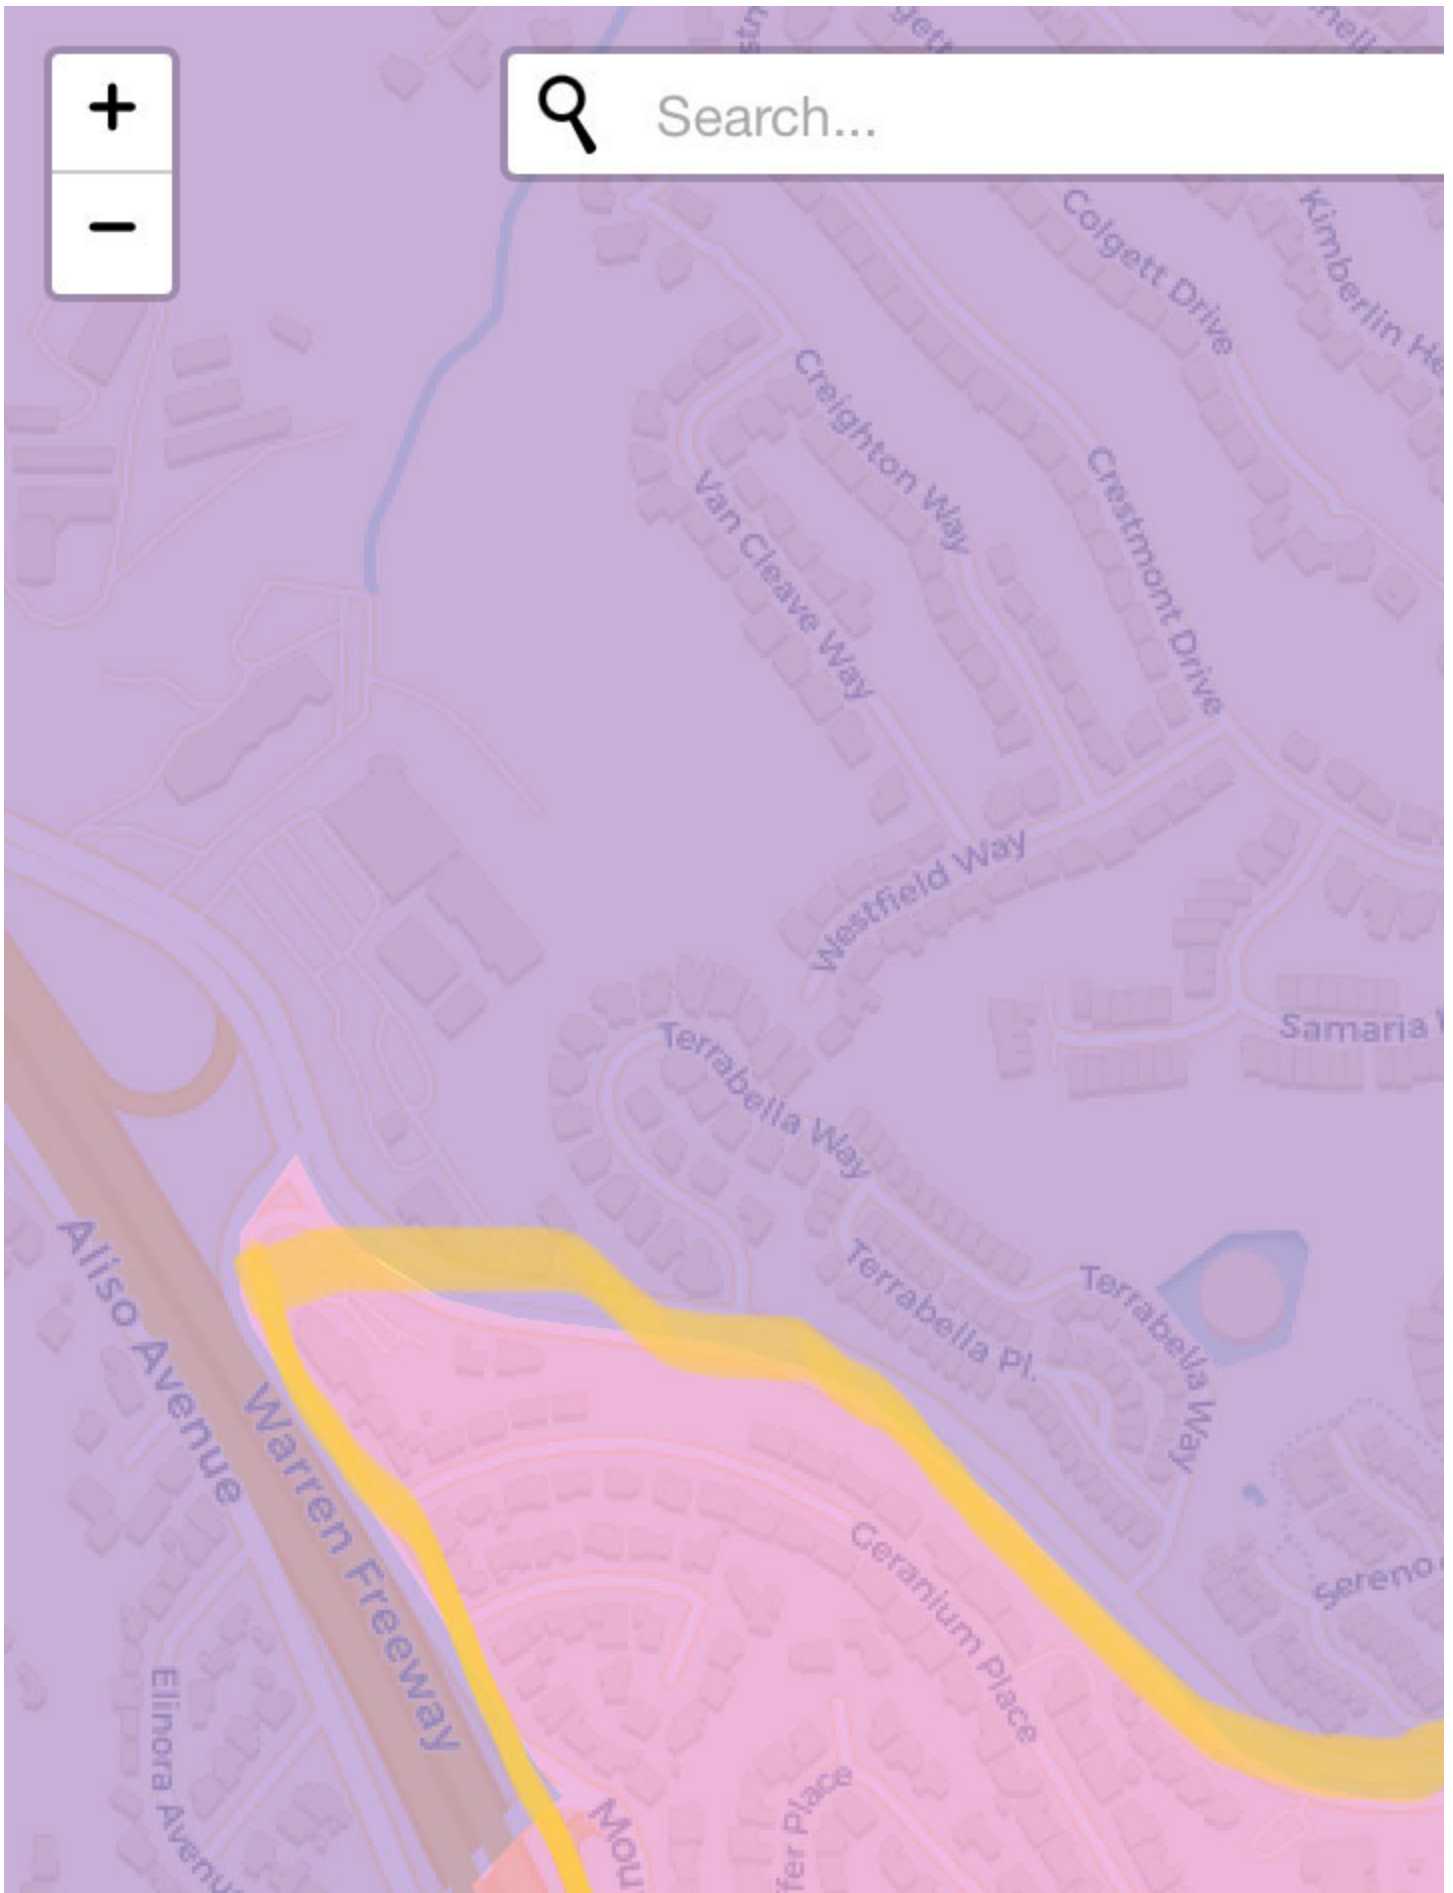 +
Search...
−
Colgett Drive
Creighton Way
Van Cleave Way
Crestmont Drive
Westfield Way
Samaria
Terrabella Way
Terrabella Pl.
Terrabella Way
Aliso Avenue
Warren Freeway
Geranium Place
Sereno
Elinora Avenue
Place